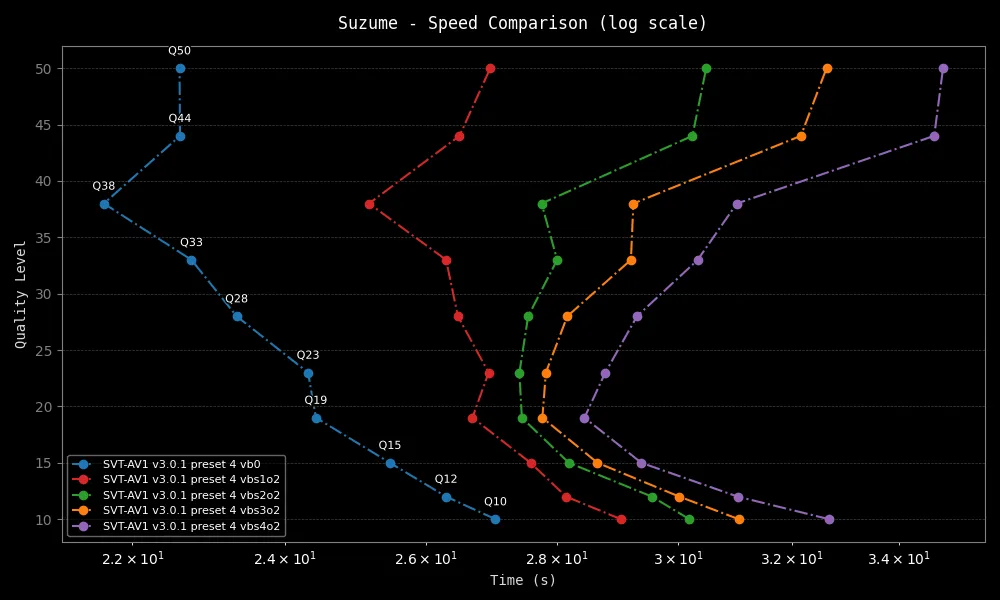 Suzume - Speed Comparison (log scale)
Quality Level
50
45
40
35
30
25
20
15
10
Q50
Q44
Q38
Q33
Q28
Q23
Q19
Q15
Q12
Q10
SVT-AV1 v3.0.1 preset 4 vb0
SVT-AV1 v3.0.1 preset 4 vbs1o2
SVT-AV1 v3.0.1 preset 4 vbs2o2
SVT-AV1 v3.0.1 preset 4 vbs3o2
SVT-AV1 v3.0.1 preset 4 vbs4o2
2.2 × 10¹ 2.4 × 10¹ 2.6 × 10¹ 2.8 × 10¹ 3 × 10¹ 3.2 × 10¹ 3.4 × 10¹
Time (s)